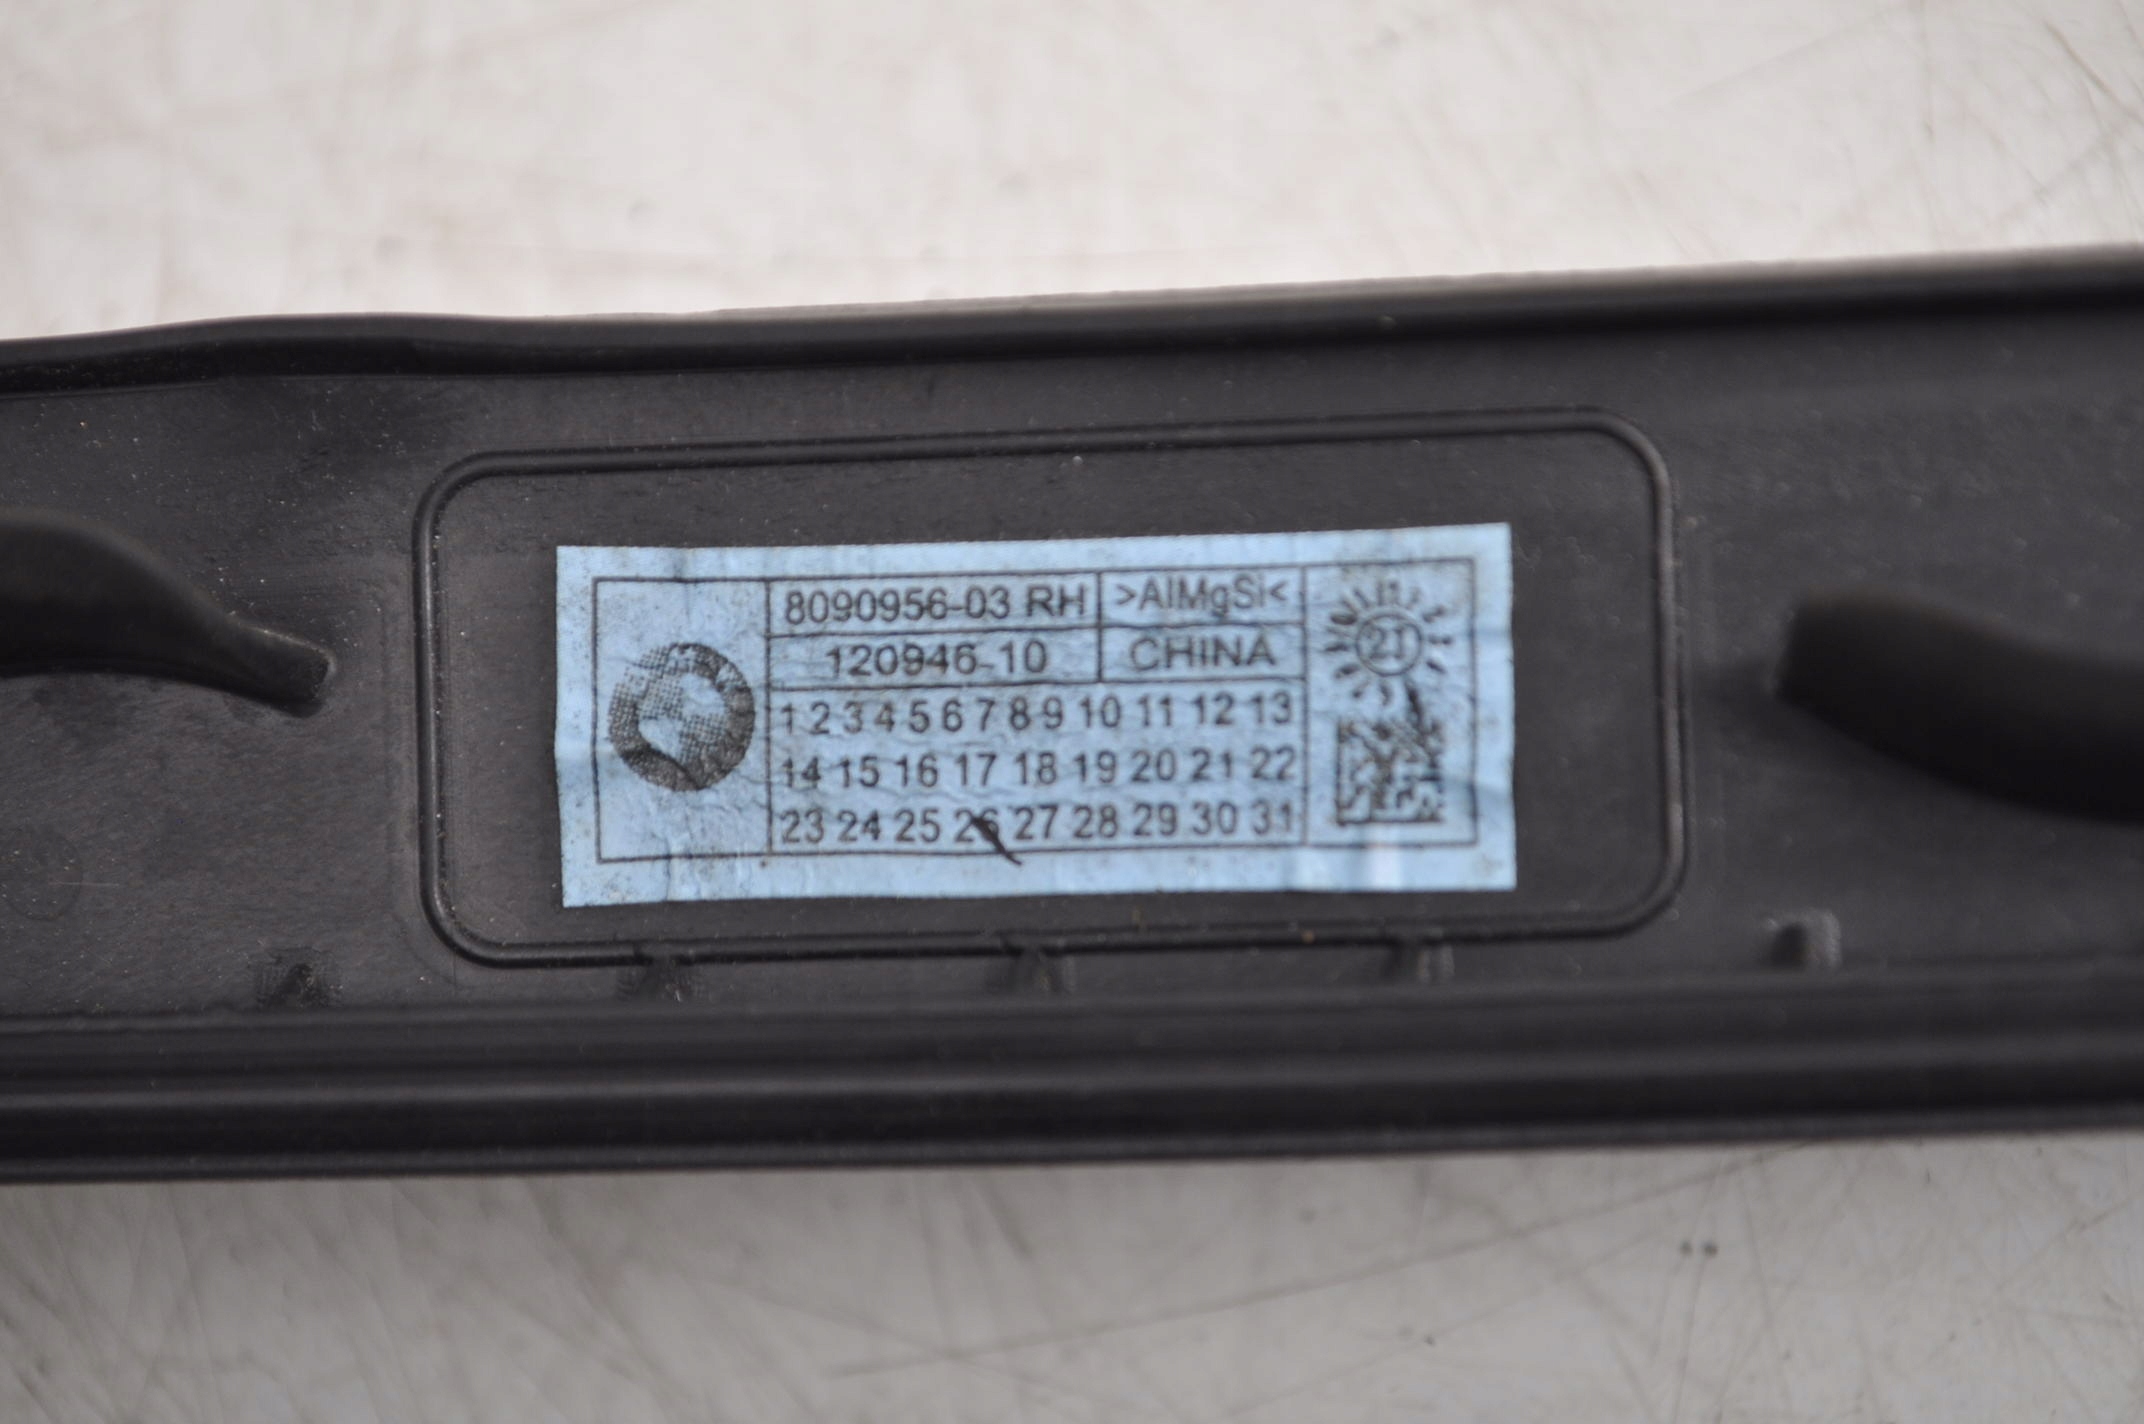 8090956-03 RH >AlMgSi<
120946-10 CHINA
21
1 2 3 4 5 6 7 8 9 10 11 12 13
14 15 16 17 18 19 20 21 22
23 24 25 26 27 28 29 30 31